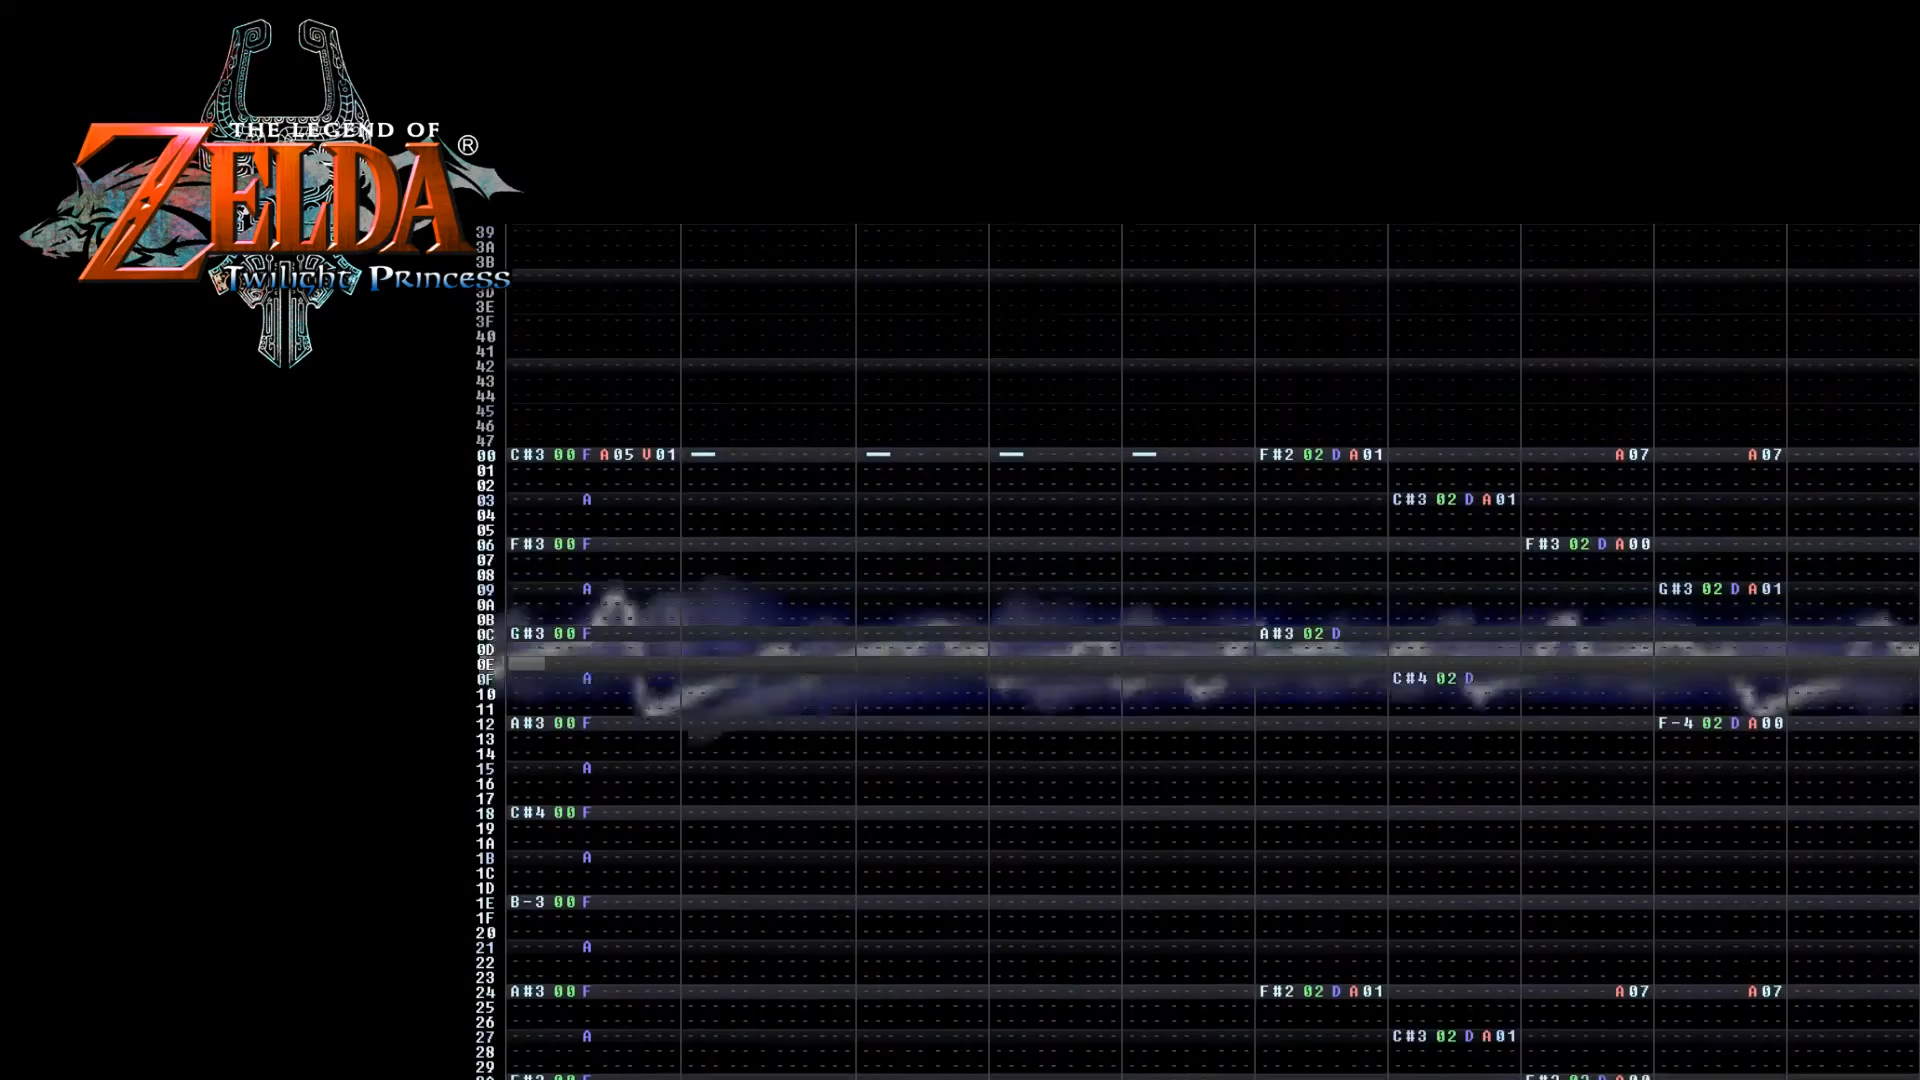 THE LEGEND OF
ZELDA®
Twilight Princess
39
3A
3B
3D
3E
3F
40
41
42
43
44
45
46
47
00 C#3 00 F A05 V01 F#2 02 D A01 A07 A07
01
02
03 A C#3 02 D A01
04
05
06 F#3 00 F F#3 02 D A00
07
08
09 A G#3 02 D A01
0A
0B
0C G#3 00 F A#3 02 D
0D
0E
0F A C#4 02 D
10
11
12 A#3 00 F F-4 02 D A00
13
14
15 A
16
17
18 C#4 00 F
19
1A
1B A
1C
1D
1E B-3 00 F
1F
20
21 A
22
23
24 A#3 00 F F#2 02 D A01 A07 A07
25
26
27 A C#3 02 D A01
28
29